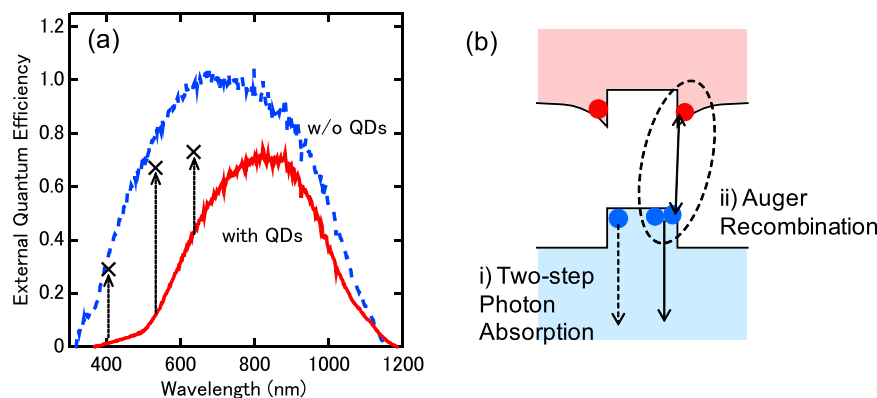 (a)
1.2
1.0
0.8
0.6
0.4
0.2
0
External Quantum Efficiency
w/o QDs
with QDs
400 600 800 1000 1200
Wavelength (nm)
(b)
ii) Auger
Recombination
i) Two-step
Photon
Absorption